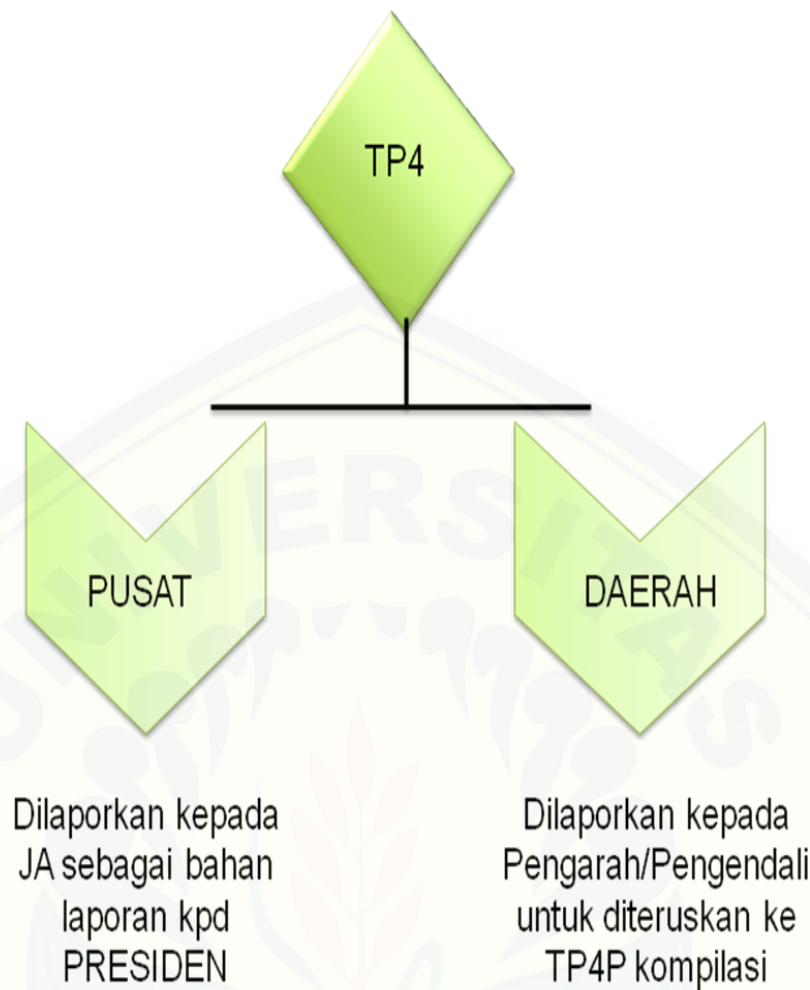 TP4
PUSAT
DAERAH
Dilaporkan kepada
JA sebagai bahan
laporan kpd
PRESIDEN
Dilaporkan kepada
Pengarah/Pengendali
untuk diteruskan ke
TP4P kompilasi
UNIVERSITAS